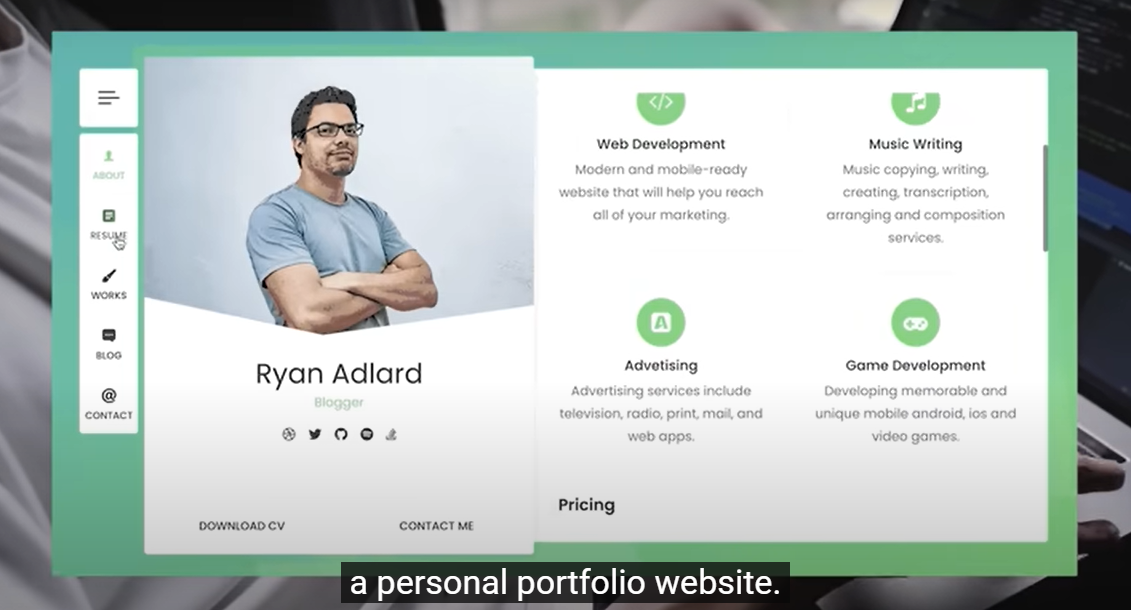 ABOUT
RESUME
WORKS
BLOG
@
CONTACT
Ryan Adlard
Blogger
DOWNLOAD CV
CONTACT ME
</>
Web Development
Modern and mobile-ready
website that will help you reach
all of your marketing.
Music Writing
Music copying, writing,
creating, transcription,
arranging and composition
services.
A
Advetising
Advertising services include
television, radio, print, mail, and
web apps.
Game Development
Developing memorable and
unique mobile android, ios and
video games.
Pricing
a personal portfolio website.